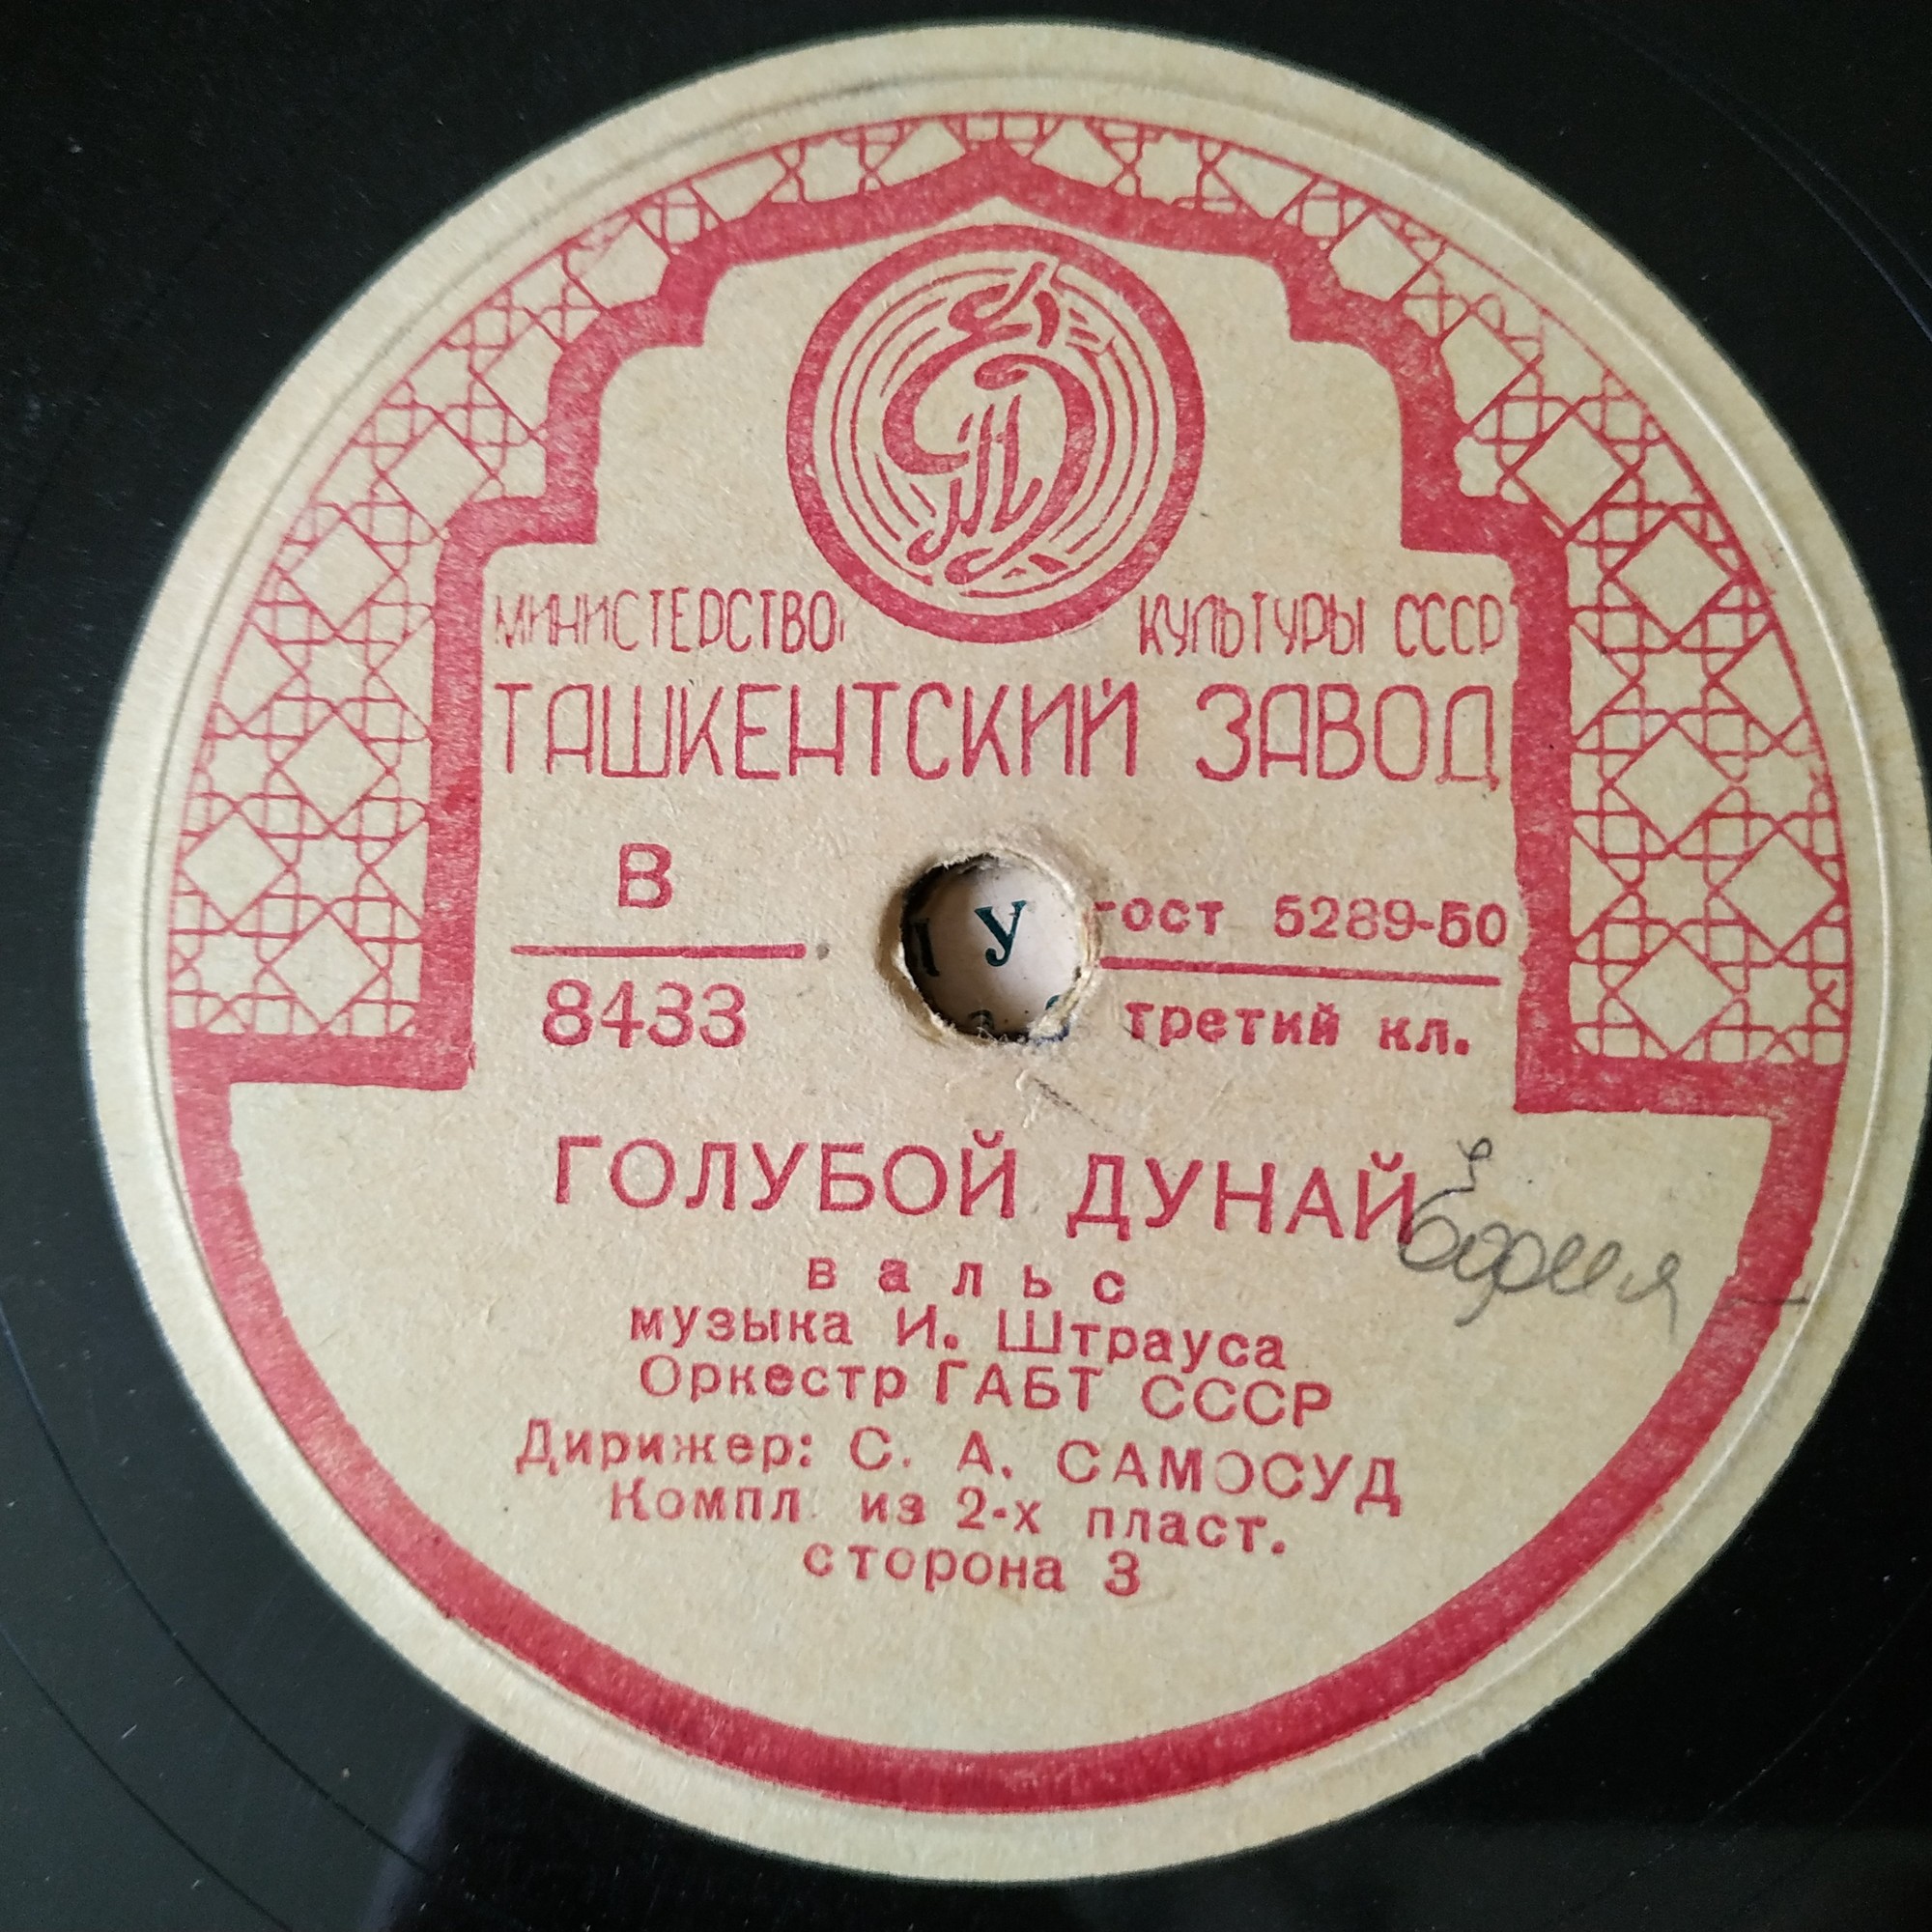 МИНИСТЕРСТВО КУЛЬТУРЫ СССР
ТАШКЕНТСКИЙ ЗАВОД
В
8433
гост 5289-50
третий кл.
ГОЛУБОЙ ДУНАЙ
вальс
музыка И. Штрауса
Оркестр ГАБТ СССР
Дирижер: С. А. САМОСУД
Компл. из 2-х пласт.
сторона 3